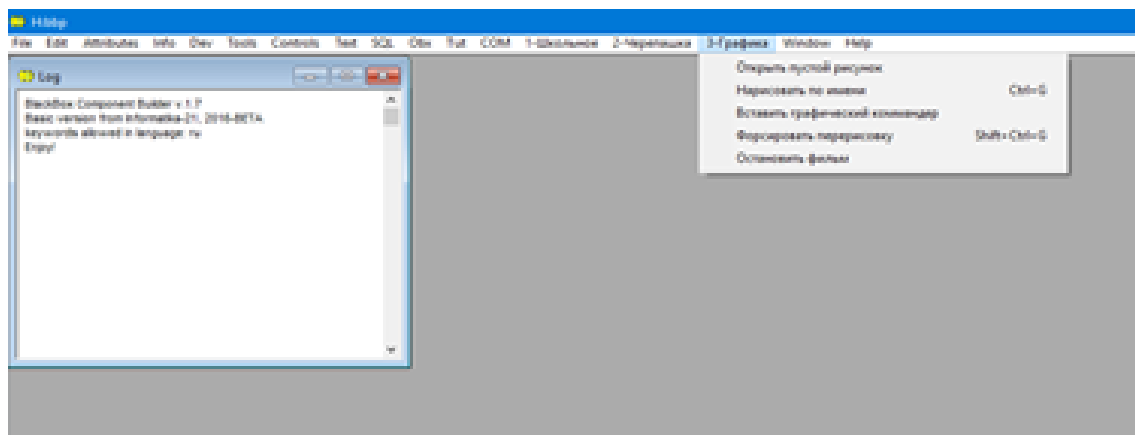 File Edit Attributes Info Dev Tools Controls Text SQL Obx Tut COM 1-Школьное 2-Черепашка 3-Графика Window Help
Log
BlackBox Component Builder v 1.7
Basic version from Informatika-21, 2016-BETA
keywords allowed in language: ru
Enjoy!
Открыть пустой рисунок
Нарисовать по имени Ctrl+G
Вставить графический коммандер
Форсировать перерисовку Shift+Ctrl+G
Остановить фильм